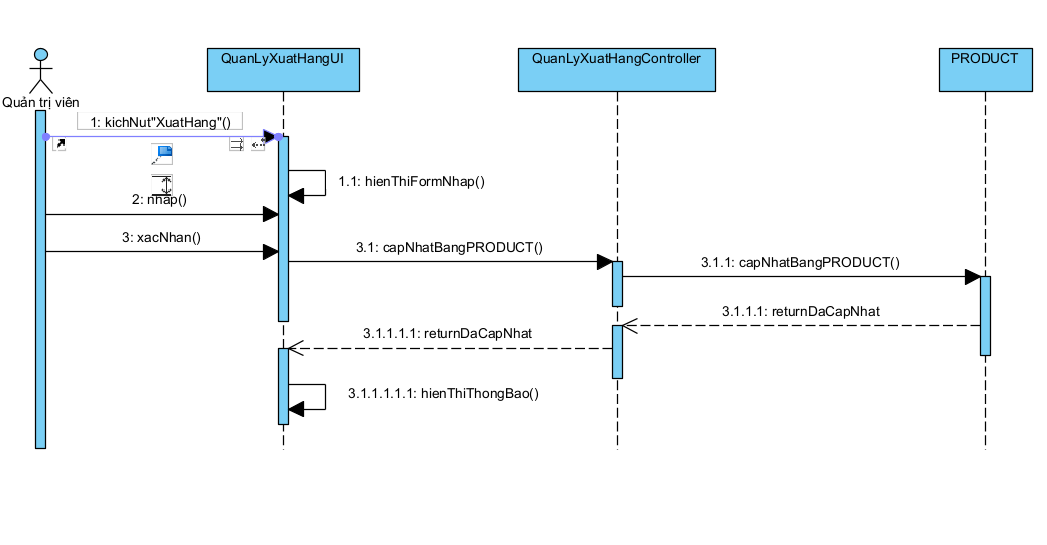 QuanLyXuatHangUI
QuanLyXuatHangController
PRODUCT
Quản trị viên
1: kichNut"XuatHang"()
1.1: hienThiFormNhap()
2: nhap()
3: xacNhan()
3.1: capNhatBangPRODUCT()
3.1.1: capNhatBangPRODUCT()
3.1.1.1: returnDaCapNhat
3.1.1.1.1: returnDaCapNhat
3.1.1.1.1.1: hienThiThongBao()